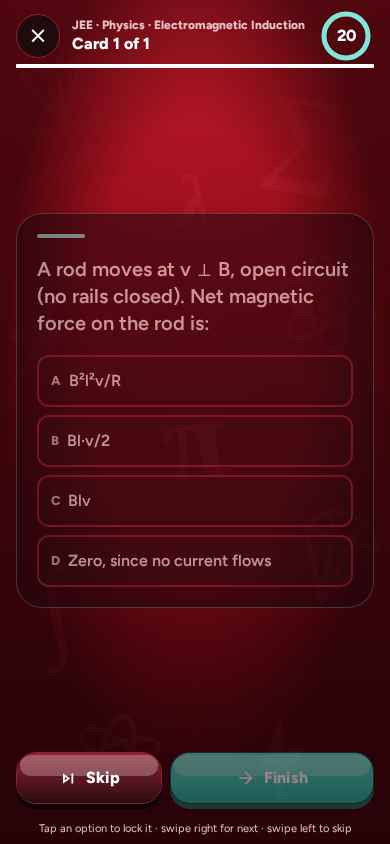 JEE · Physics · Electromagnetic Induction
Card 1 of 1
20
A rod moves at v ⊥ B, open circuit
(no rails closed). Net magnetic
force on the rod is:
A B²l²v/R
B Bl·v/2
C Blv
D Zero, since no current flows
Skip
Finish
Tap an option to lock it · swipe right for next · swipe left to skip